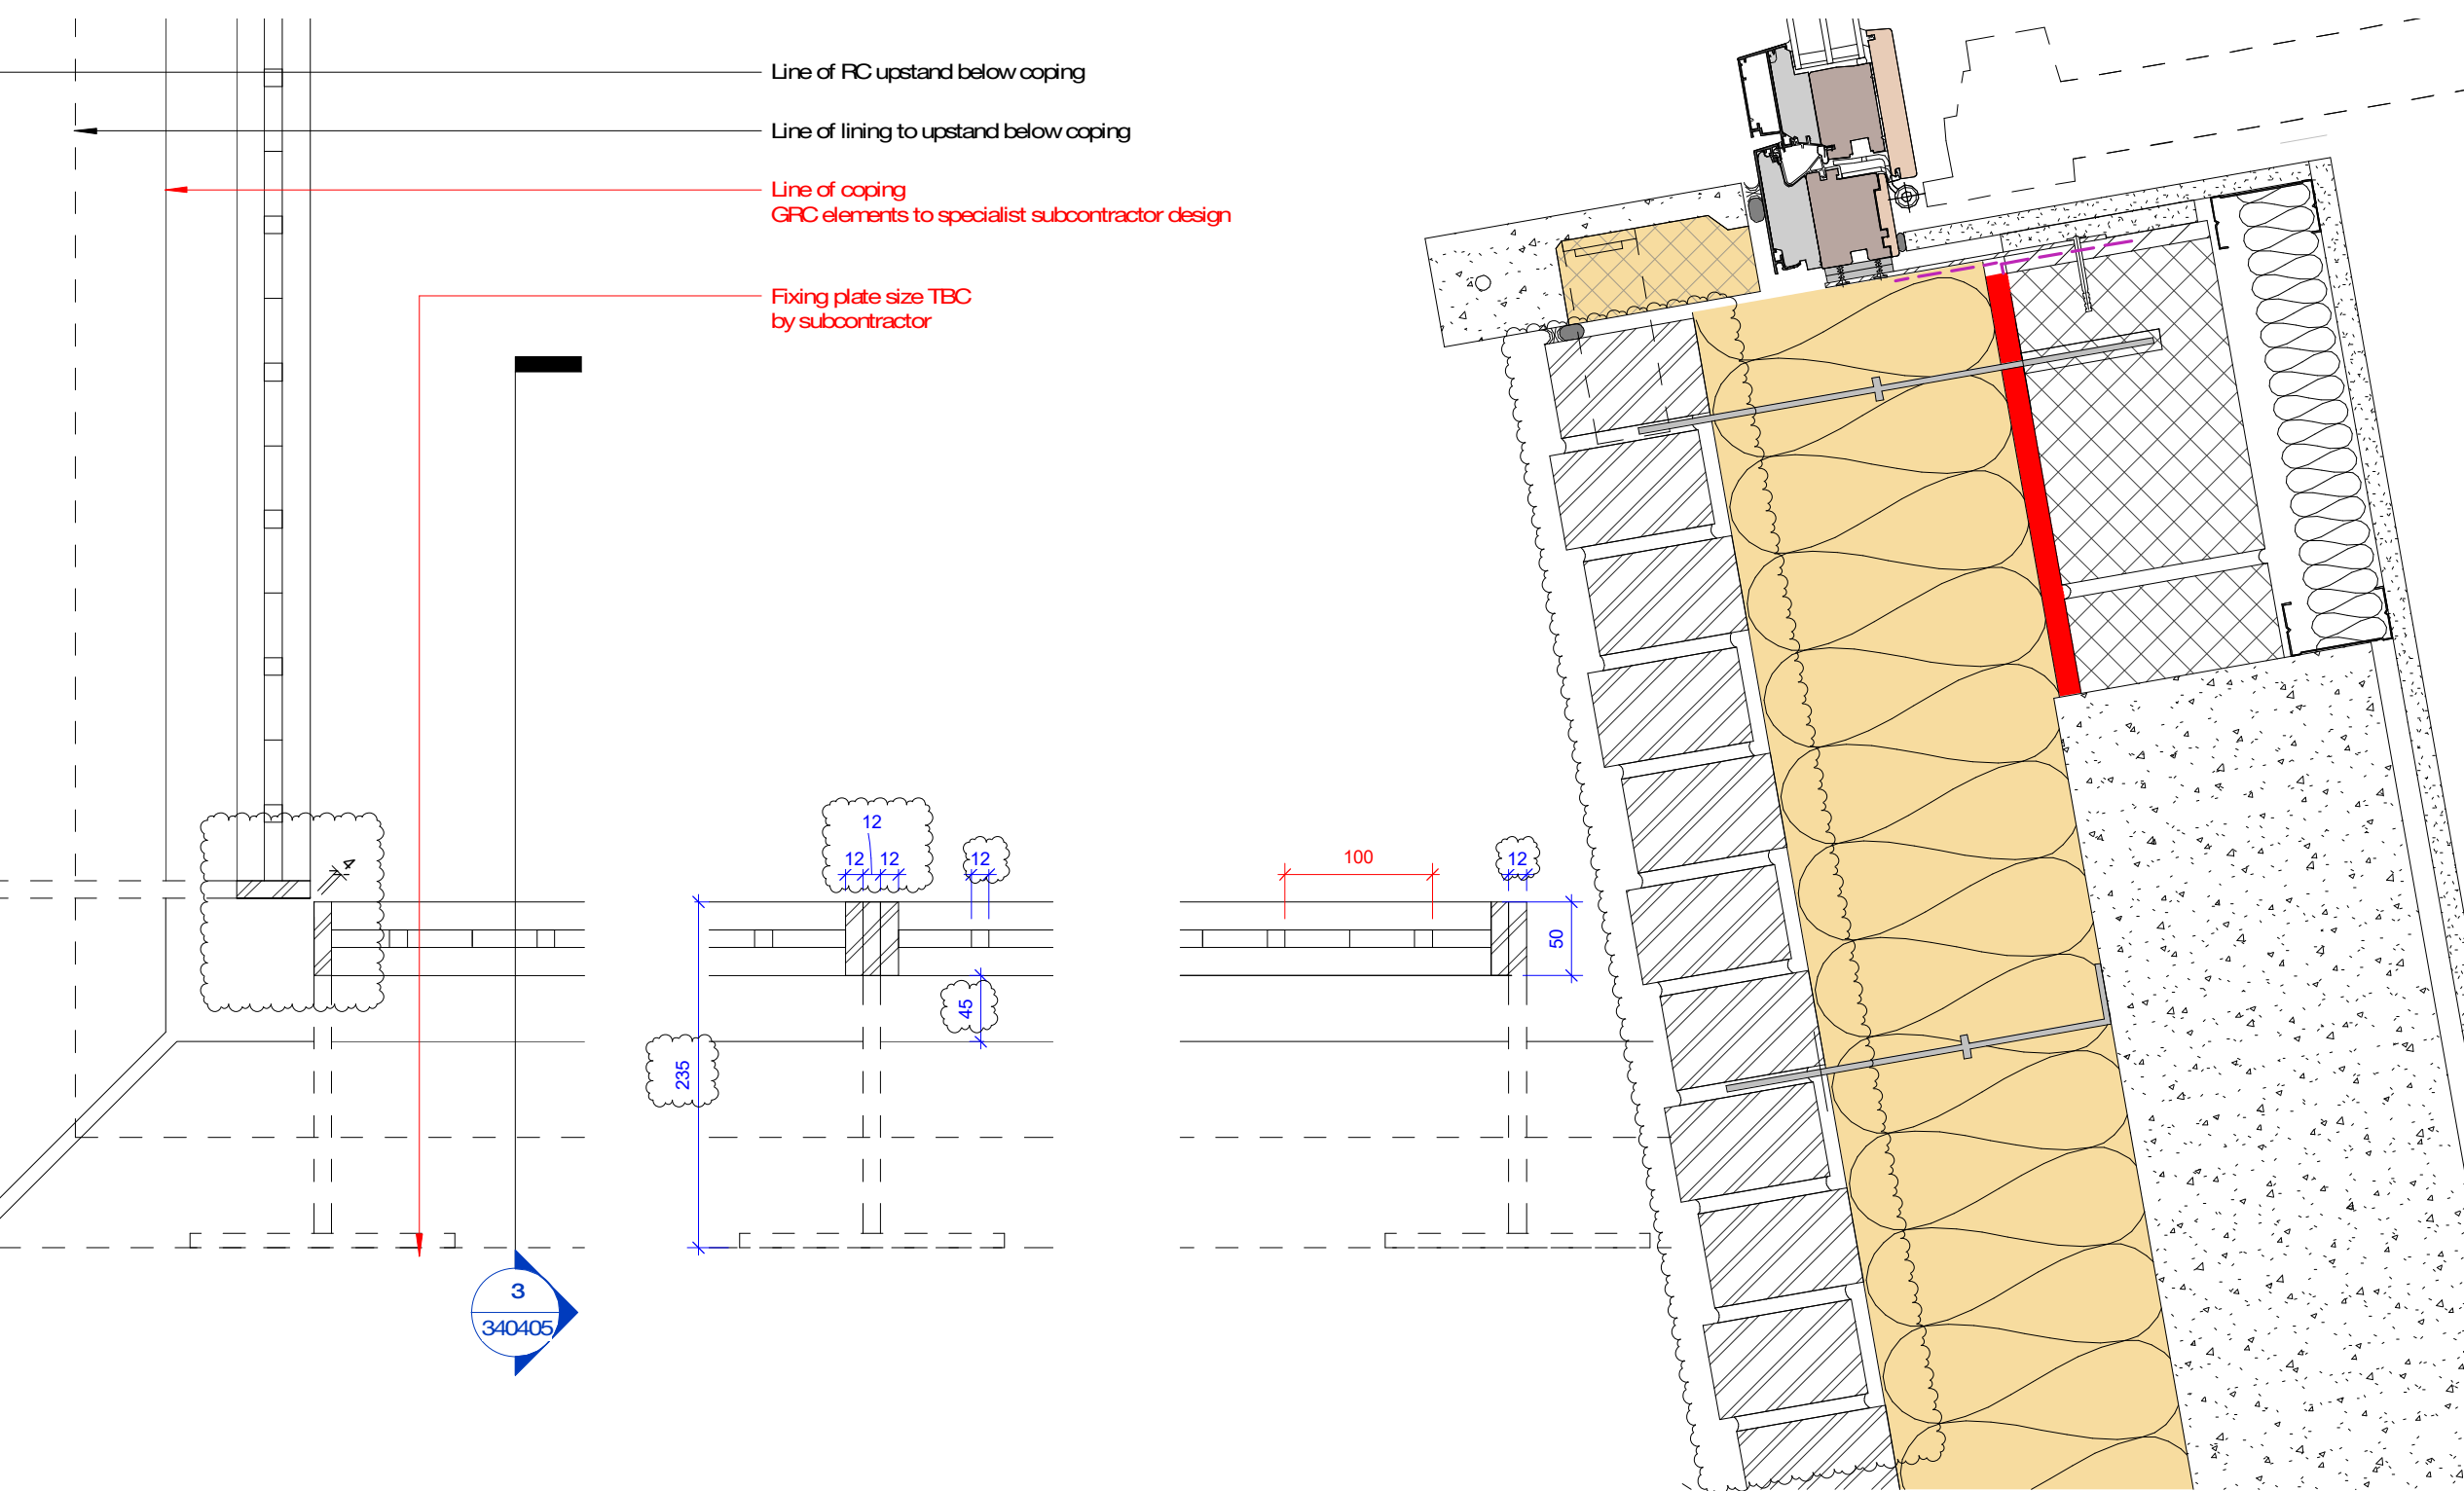 Line of RC upstand below coping
Line of lining to upstand below coping
Line of coping
GRC elements to specialist subcontractor design
Fixing plate size TBC
by subcontractor
12
12 12
12
100
12
4
50
45
235
3
340405